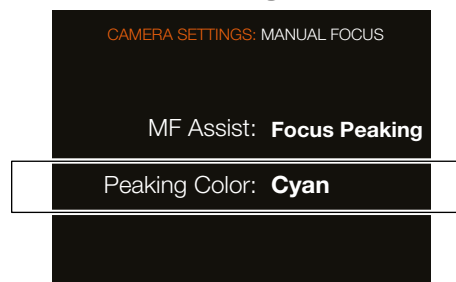 CAMERA SETTINGS: MANUAL FOCUS
MF Assist: Focus Peaking
Peaking Color: Cyan